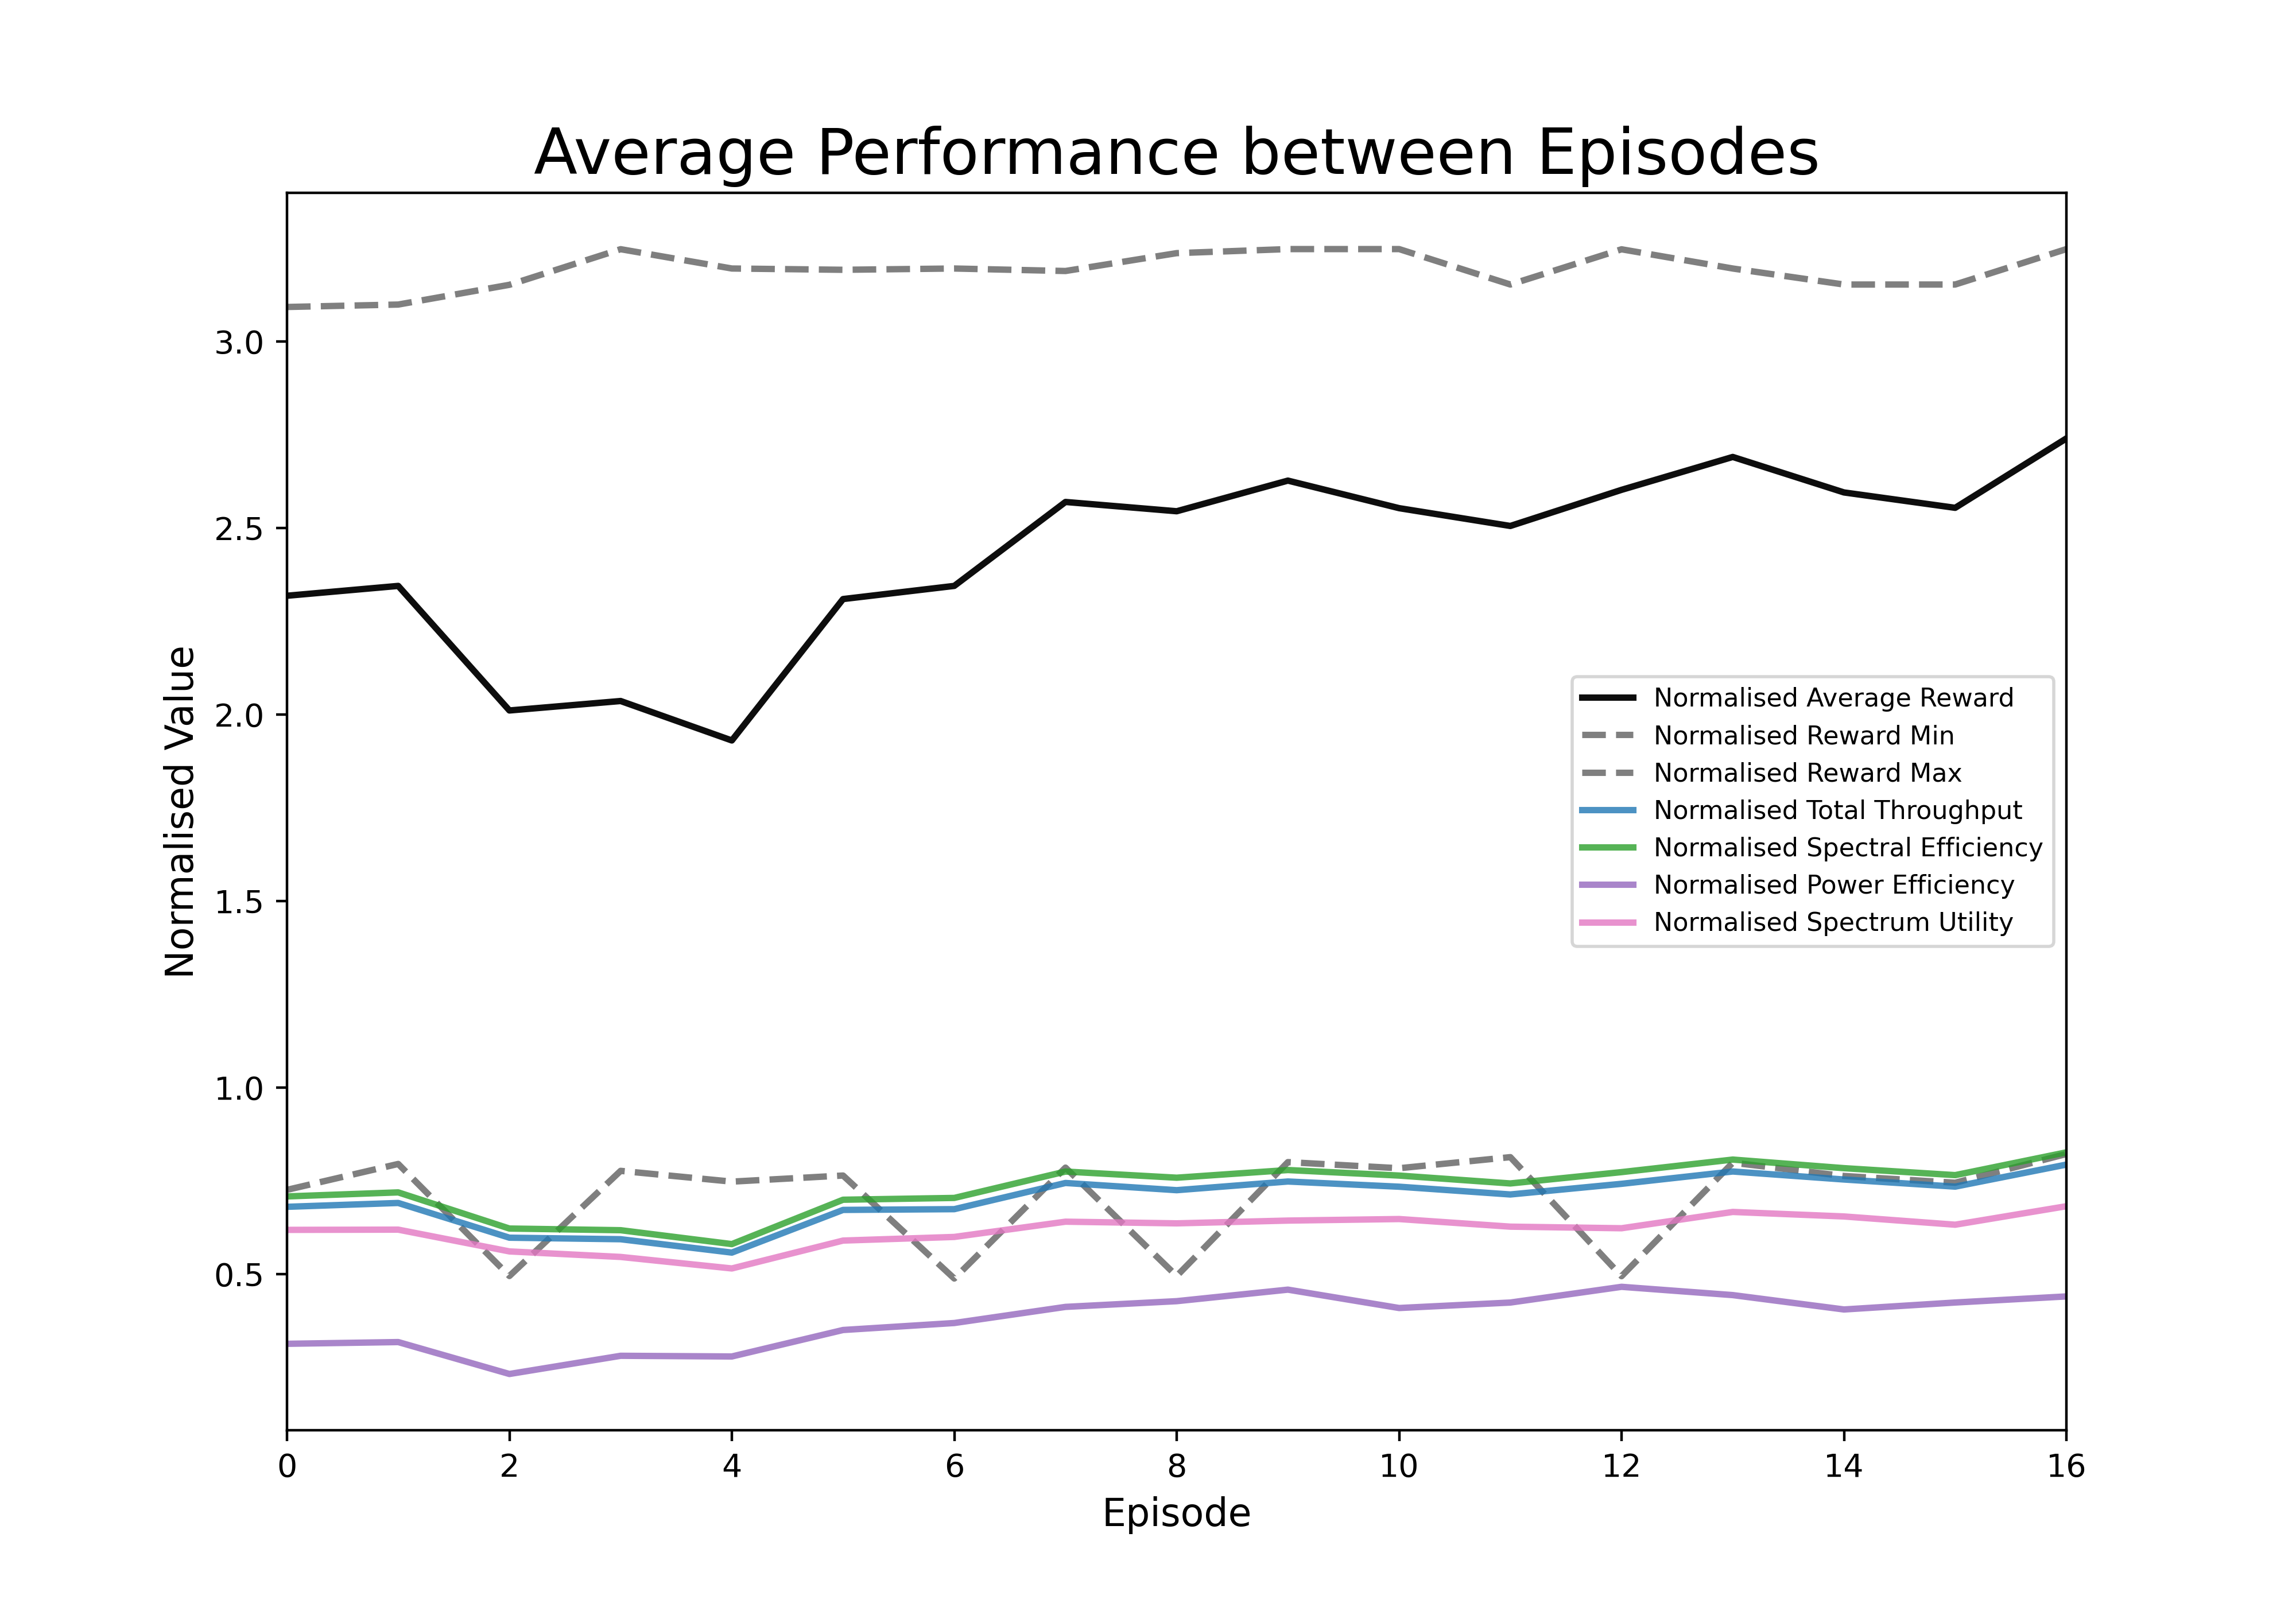 Average Performance between Episodes
3.0
2.5
2.0
1.5
1.0
0.5
Normalised Value
Normalised Average Reward
Normalised Reward Min
Normalised Reward Max
Normalised Total Throughput
Normalised Spectral Efficiency
Normalised Power Efficiency
Normalised Spectrum Utility
0 2 4 6 8 10 12 14 16
Episode